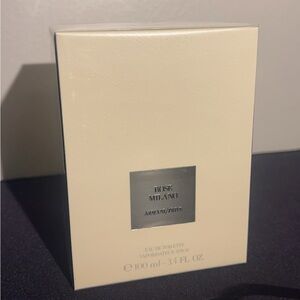 ROSE
MILANO
ARMANI/PRIVÉ
EAU DE TOILETTE
VAPORISATEUR SPRAY
℮ 100 ml - 3.4 FL. OZ